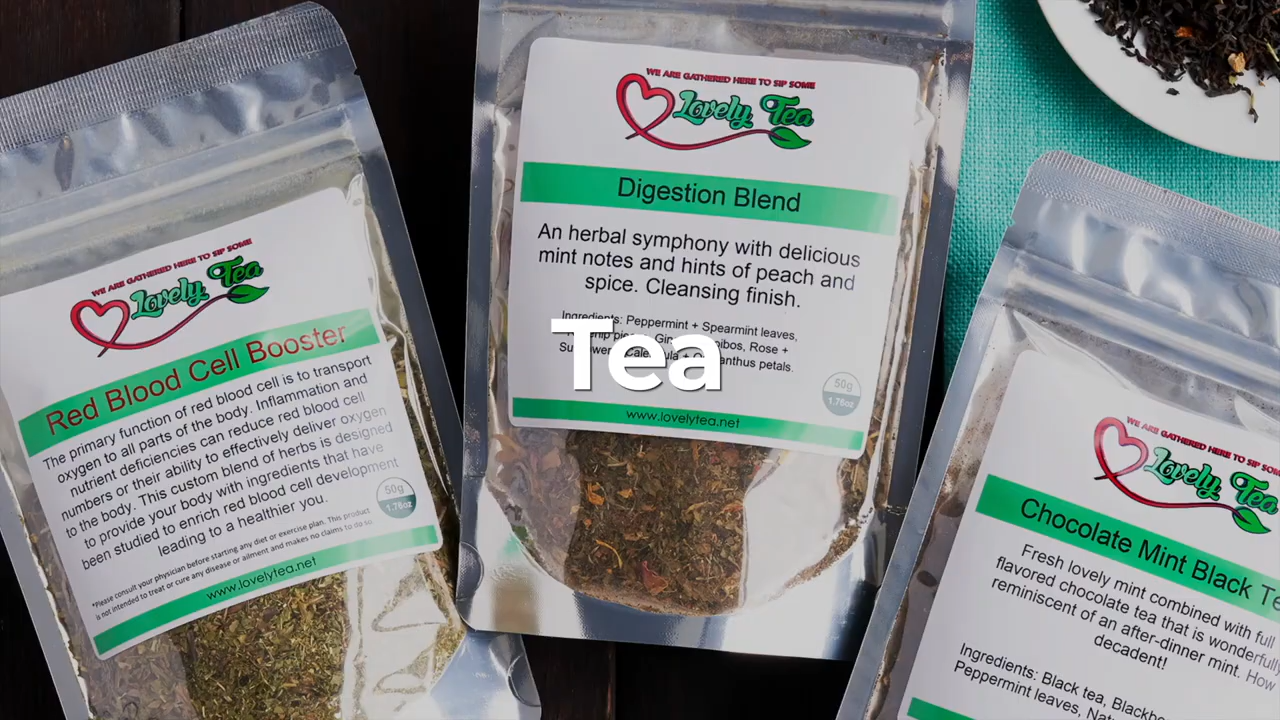 WE ARE GATHERED HERE TO SIP SOME
Lovely Tea
Red Blood Cell Booster
The primary function of red blood cell is to transport
oxygen to all parts of the body. Inflammation and
nutrient deficiencies can reduce red blood cell
numbers or their ability to effectively deliver oxygen
to the body. This custom blend of herbs is designed
to provide your body with ingredients that have
been studied to enrich red blood cell development
leading to a healthier you.
50g
1.76oz
*Please consult your physician before starting any diet or exercise plan. This product
is not intended to treat or cure any disease or ailment and makes no claims to do so.
www.lovelytea.net
WE ARE GATHERED HERE TO SIP SOME
Lovely Tea
Digestion Blend
An herbal symphony with delicious
mint notes and hints of peach and
spice. Cleansing finish.
Ingredients: Peppermint + Spearmint leaves,
Rose +
petals.
Tea
50g
1.76oz
www.lovelytea.net
WE ARE GATHERED HERE TO SIP
Lovely Tea
Chocolate Mint Black
Fresh lovely mint combined with full
flavored chocolate tea that is
reminiscent of an after-dinner mint. How
decadent!
Ingredients: Black tea,
Peppermint leaves,